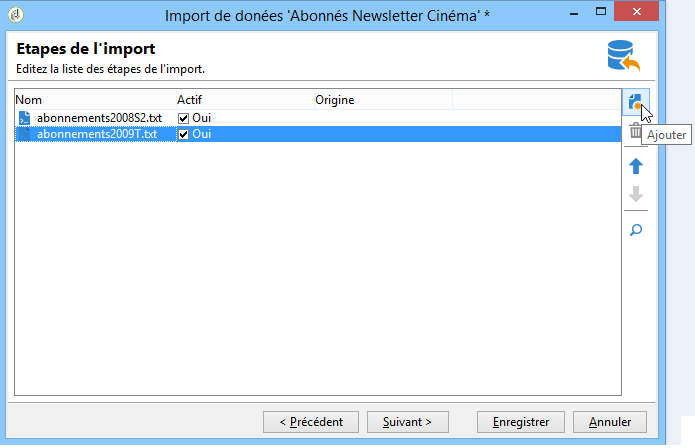 Import de donées 'Abonnés Newsletter Cinéma' *
Etapes de l'import
Editez la liste des étapes de l'import.
Nom Actif Origine
abonnements2008S2.txt Oui
abonnements2009T.txt Oui
Ajouter
< Précédent Suivant > Enregistrer Annuler